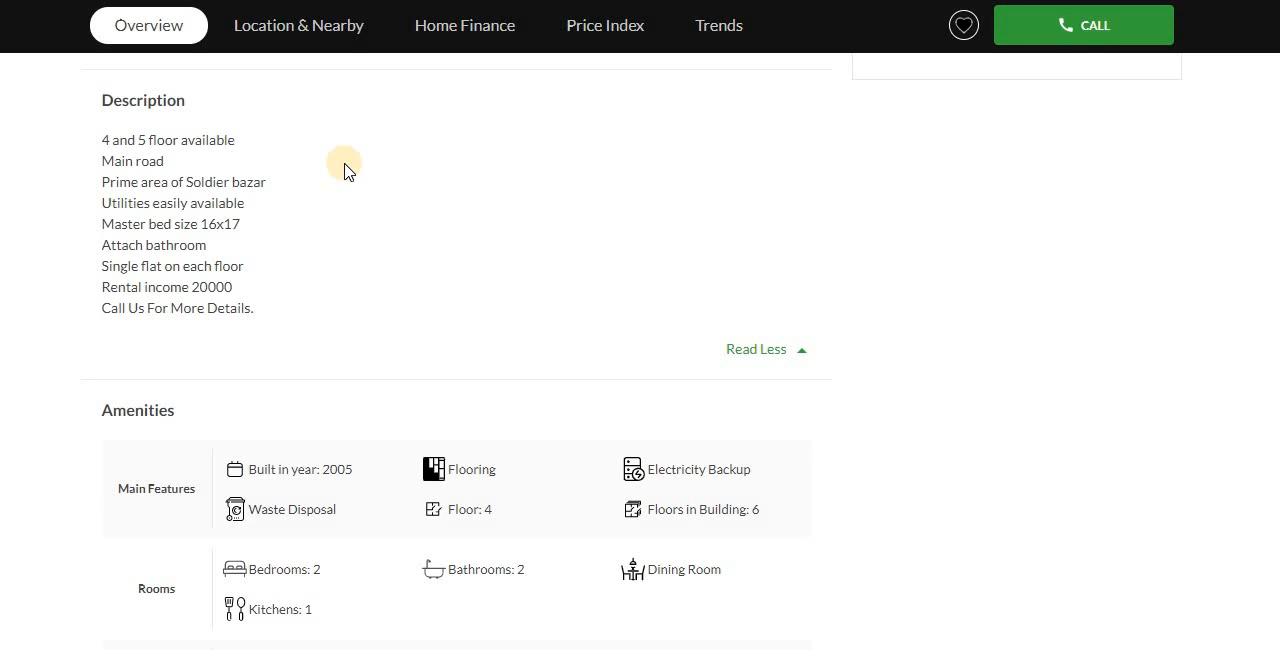 Overview Location & Nearby Home Finance Price Index Trends CALL
Description
4 and 5 floor available
Main road
Prime area of Soldier bazar
Utilities easily available
Master bed size 16x17
Attach bathroom
Single flat on each floor
Rental income 20000
Call Us For More Details.
Read Less
Amenities
Main Features
Built in year: 2005 Flooring Electricity Backup
Waste Disposal Floor: 4 Floors in Building: 6
Rooms
Bedrooms: 2 Bathrooms: 2 Dining Room
Kitchens: 1